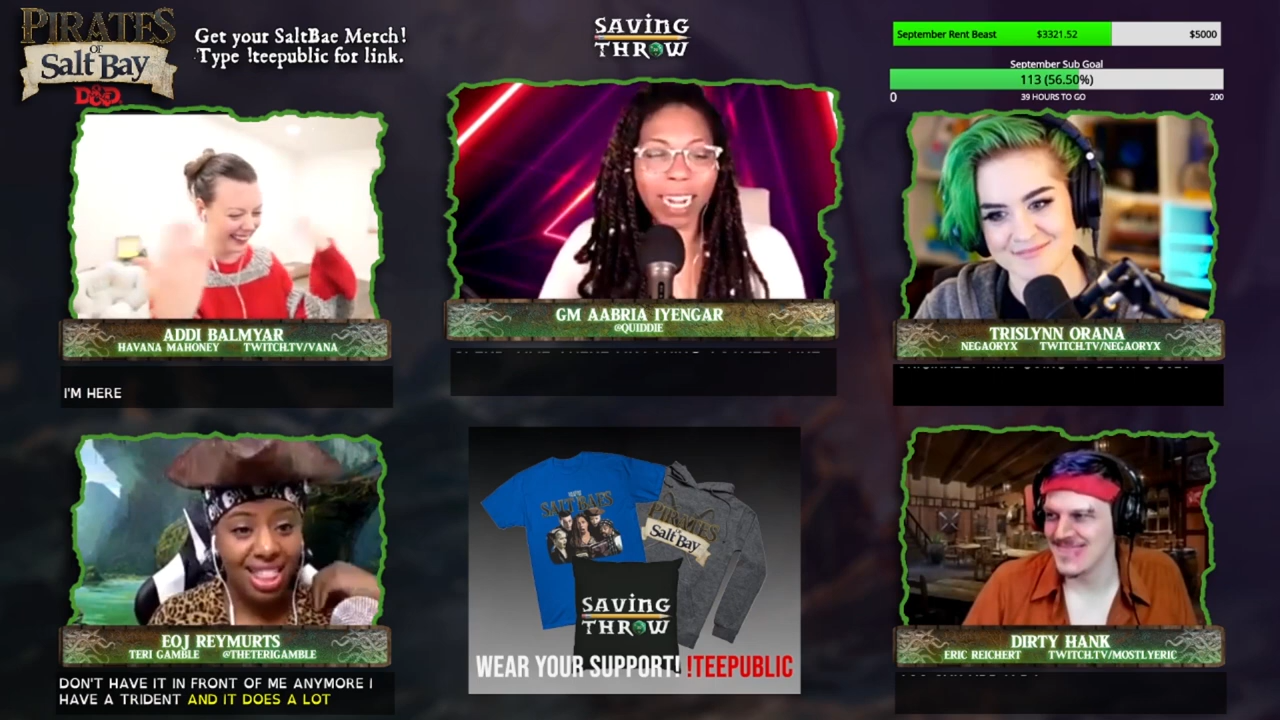 PIRATES
OF
Salt Bay
D&D
Get your SaltBae Merch!
Type !teepublic for link.
SAVING
THROW
September Rent Beast $3321.52 $5000
September Sub Goal
113 (56.50%)
0 39 HOURS TO GO 200
ADDI BALMYAR
HAVANA MAHONEY TWITCH.TV/VANA
I'M HERE
GM AABRIA IYENGAR
@QUIDDIE
TRISLYNN ORANA
NEGAORYX TWITCH.TV/NEGAORYX
EOJ REYMURTS
TERI GAMBLE @THETERIGAMBLE
DON'T HAVE IT IN FRONT OF ME ANYMORE I
HAVE A TRIDENT AND IT DOES A LOT
SALT BAES
PIRATES
OF
Salt Bay
SAVING
THROW
WEAR YOUR SUPPORT! !TEEPUBLIC
DIRTY HANK
ERIC REICHERT TWITCH.TV/MOSTLYERIC